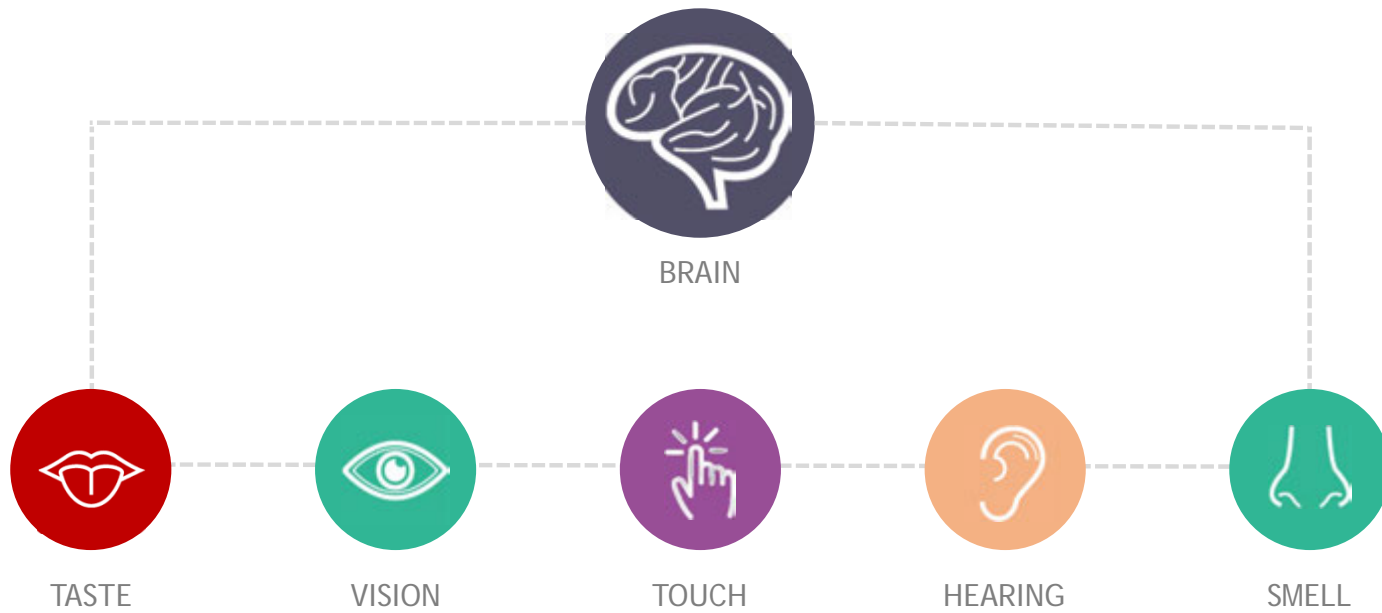 BRAIN
TASTE
VISION
TOUCH
HEARING
SMELL